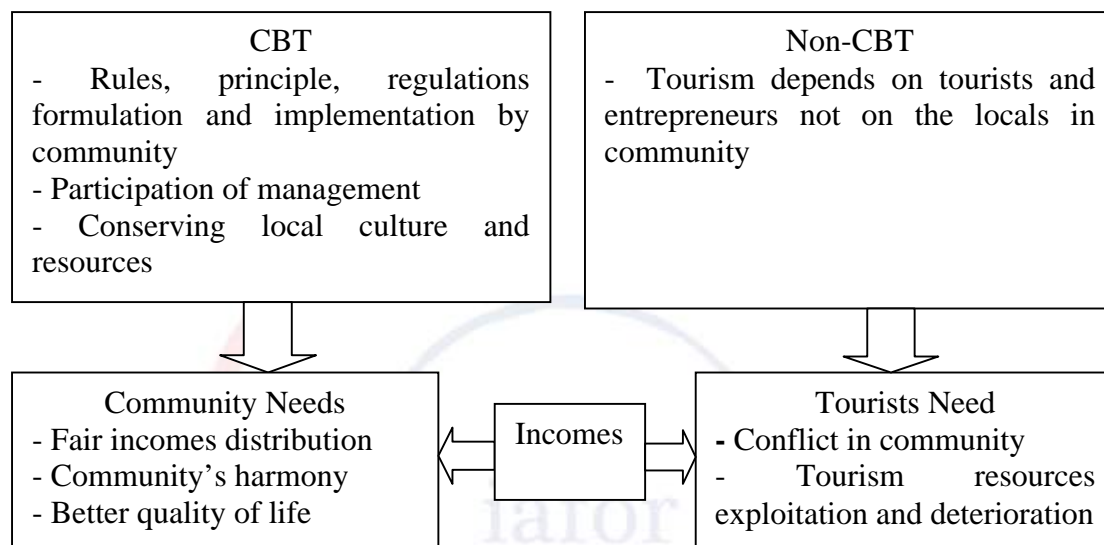 CBT
- Rules, principle, regulations
formulation and implementation by
community
- Participation of management
- Conserving local culture and
resources
Non-CBT
- Tourism depends on tourists and
entrepreneurs not on the locals in
community
Community Needs
- Fair incomes distribution
- Community's harmony
- Better quality of life
Incomes
Tourists Need
- Conflict in community
- Tourism resources
exploitation and deterioration
iafor